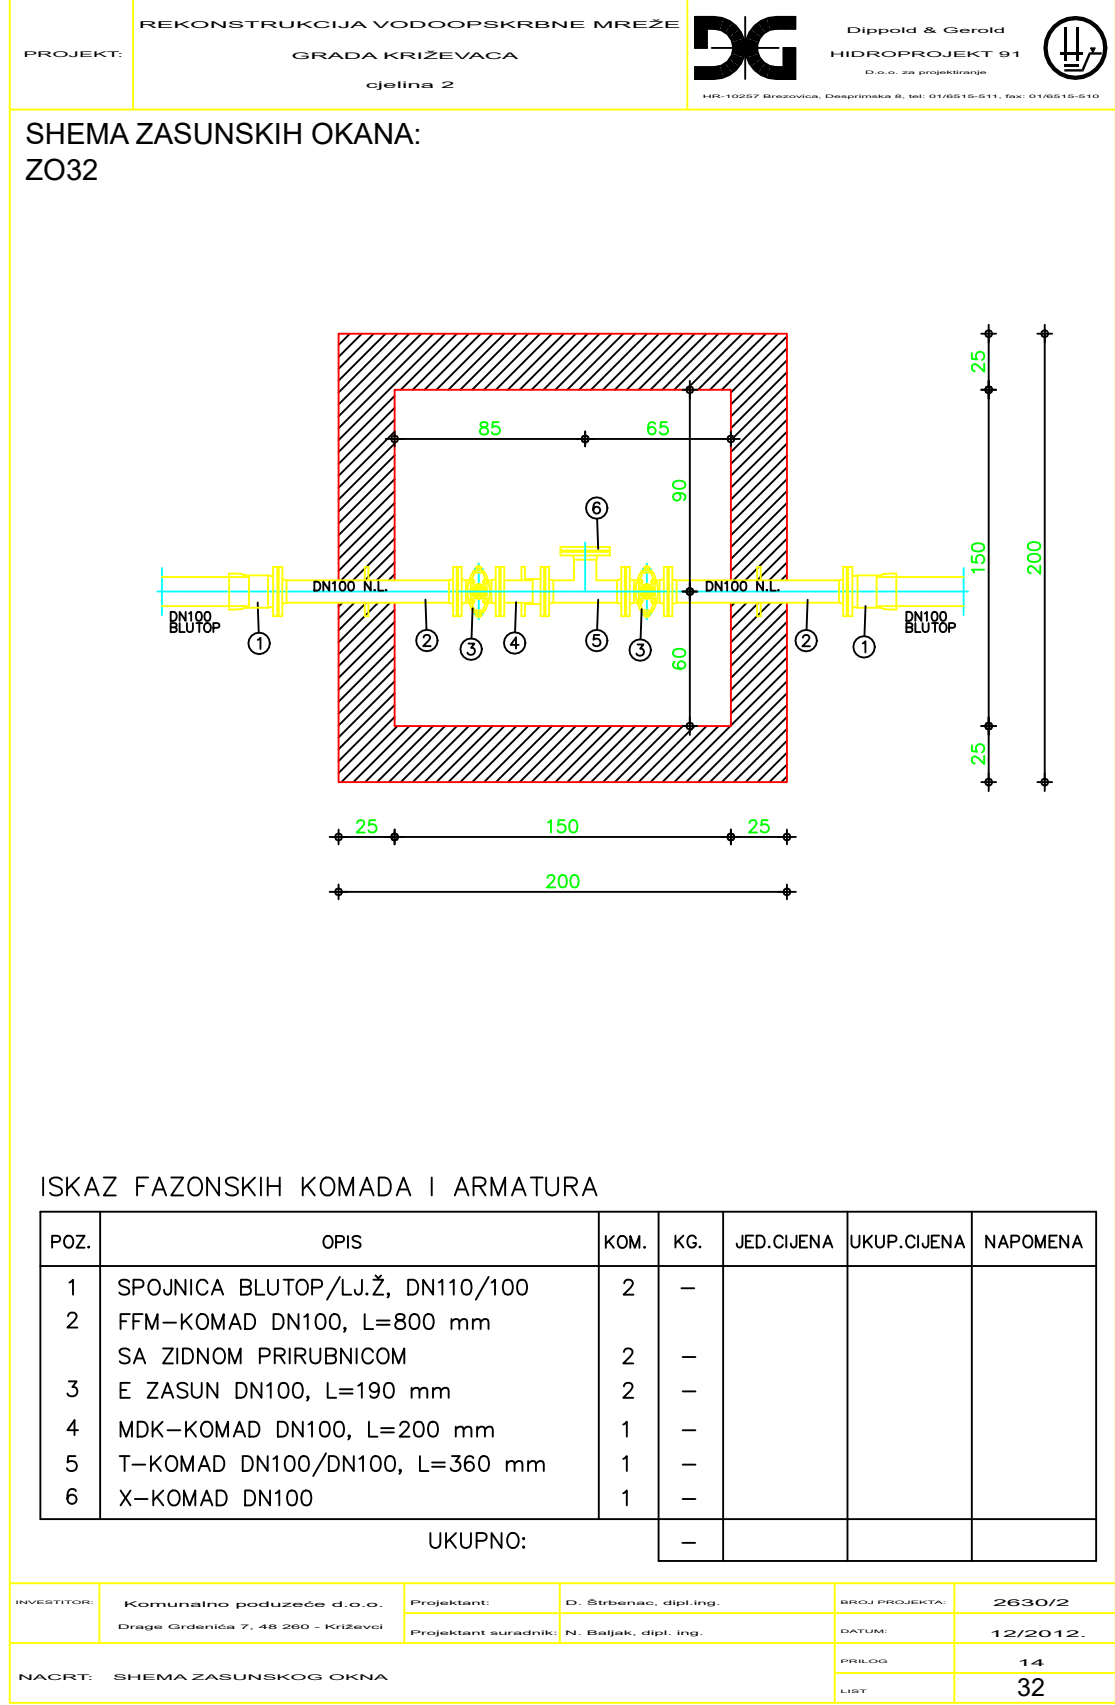 PROJEKT:
REKONSTRUKCIJA VODOOPSKRBNE MREŽE
GRADA KRIŽEVACA
cjelina 2
DG
Dippold & Gerold
HIDROPROJEKT 91
D.o.o. za projektiranje
HR-10257 Brezovica, Desprimska 8, tel: 01/6515-511, fax: 01/6515-510
SHEMA ZASUNSKIH OKANA:
ZO32
25
85
65
90
6
150
200
DN100 N.L.
DN100 N.L.
DN100
BLUTOP
DN100
BLUTOP
1
2
3
4
5
3
2
1
60
25
25
150
25
200
ISKAZ FAZONSKIH KOMADA I ARMATURA
POZ. OPIS KOM. KG. JED.CIJENA UKUP.CIJENA NAPOMENA
1 SPOJNICA BLUTOP/LJ.Ž, DN110/100 2 –
2 FFM–KOMAD DN100, L=800 mm
SA ZIDNOM PRIRUBNICOM 2 –
3 E ZASUN DN100, L=190 mm 2 –
4 MDK–KOMAD DN100, L=200 mm 1 –
5 T–KOMAD DN100/DN100, L=360 mm 1 –
6 X–KOMAD DN100 1 –
UKUPNO: –
INVESTITOR: Komunalno poduzeće d.o.o.
Drage Grdenića 7, 48 260 - Križevci
Projektant: D. Štrbenac, dipl.ing.
Projektant suradnik: N. Baljak, dipl. ing.
BROJ PROJEKTA: 2630/2
DATUM: 12/2012.
NACRT: SHEMA ZASUNSKOG OKNA
PRILOG 14
LIST 32